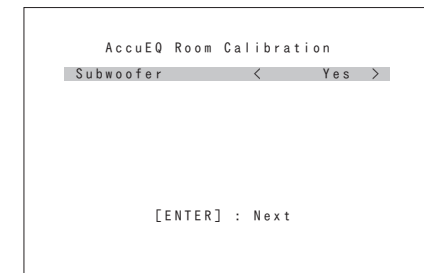 AccuEQ Room Calibration
Subwoofer < Yes >
[ENTER] : Next